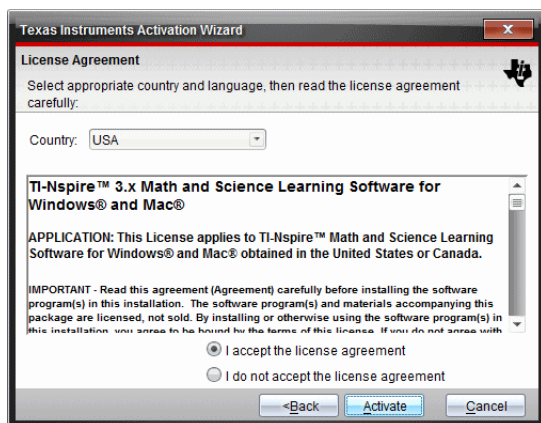 Texas Instruments Activation Wizard
License Agreement
Select appropriate country and language, then read the license agreement
carefully:
Country: USA
TI-Nspire™ 3.x Math and Science Learning Software for
Windows® and Mac®
APPLICATION: This License applies to TI-Nspire™ Math and Science Learning
Software for Windows® and Mac® obtained in the United States or Canada.
IMPORTANT - Read this agreement (Agreement) carefully before installing the software
program(s) in this installation. The software program(s) and materials accompanying this
package are licensed, not sold. By installing or otherwise using the software program(s) in
this installation, you agree to be bound by the terms of this license. If you do not agree with
I accept the license agreement
I do not accept the license agreement
<Back Activate Cancel